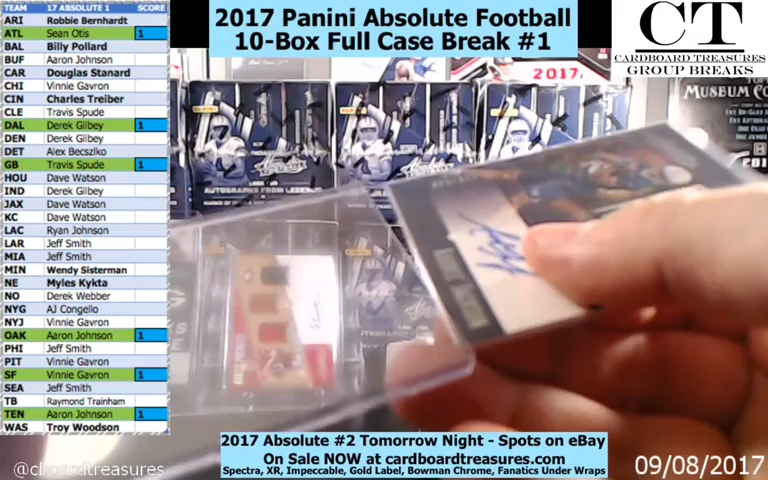 TEAM 17 ABSOLUTE 1 SCORE
ARI Robbie Bernhardt
ATL Sean Otis 1
BAL Billy Pollard
BUF Aaron Johnson
CAR Douglas Stanard
CHI Vinnie Gavron
CIN Charles Treiber
CLE Travis Spude
DAL Derek Gilbey 1
DEN Derek Gilbey
DET Alex Becszlko
GB Travis Spude 1
HOU Dave Watson
IND Derek Gilbey
JAX Dave Watson
KC Dave Watson
LAC Ryan Johnson
LAR Jeff Smith
MIA Jeff Smith
MIN Wendy Sisterman
NE Myles Kykta
NO Derek Webber
NYG AJ Congello
NYJ Vinnie Gavron
OAK Aaron Johnson 1
PHI Jeff Smith
PIT Vinnie Gavron
SF Vinnie Gavron 1
SEA Jeff Smith
TB Raymond Trainham
TEN Aaron Johnson 1
WAS Troy Woodson
2017 Panini Absolute Football
10-Box Full Case Break #1
CT
CARDBOARD TREASURES
GROUP BREAKS
2017
MUSEUM CO
AUTOGRAPHS FROM LEGENDS
2017 Absolute #2 Tomorrow Night - Spots on eBay
On Sale NOW at cardboardtreasures.com
Spectra, XR, Impeccable, Gold Label, Bowman Chrome, Fanatics Under Wraps
09/08/2017